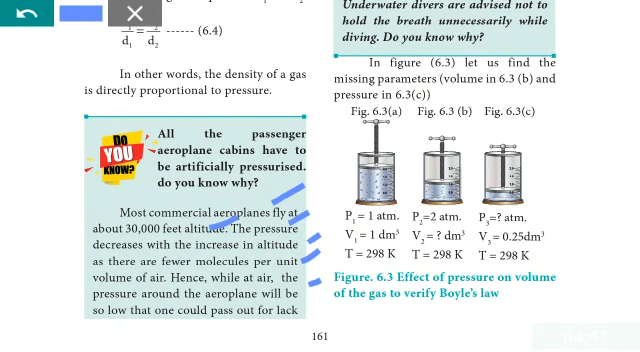 d₁ = d₂ ------ (6.4)
In other words, the density of a gas
is directly proportional to pressure.
DO
YOU
KNOW?
All the passenger
aeroplane cabins have to
be artificially pressurised.
do you know why?
Most commercial aeroplanes fly at
about 30,000 feet altitude. The pressure
decreases with the increase in altitude
as there are fewer molecules per unit
volume of air. Hence, while at air, the
pressure around the aeroplane will be
so low that one could pass out for lack
Underwater divers are advised not to
hold the breath unnecessarily while
diving. Do you know why?
In figure (6.3) let us find the
missing parameters (volume in 6.3 (b) and
pressure in 6.3(c))
Fig. 6.3(a) Fig. 6.3 (b) Fig. 6.3(c)
P₁ = 1 atm. P₂=2 atm. P₃=? atm.
V₁ = 1 dm³ V₂= ? dm³ V₃ = 0.25dm³
T = 298 K T = 298 K T = 298 K
Figure. 6.3 Effect of pressure on volume
of the gas to verify Boyle's law
161